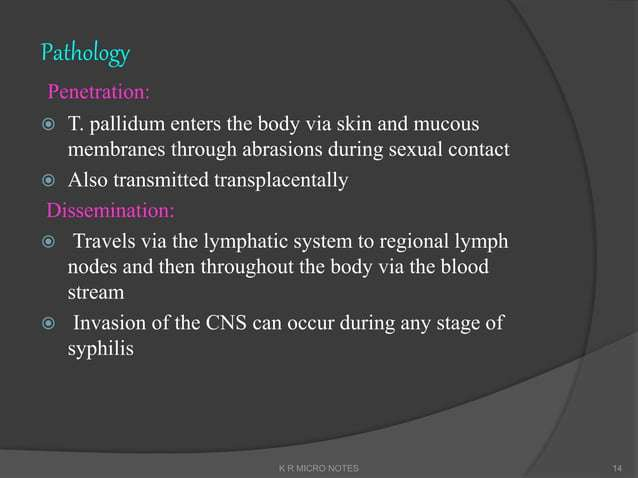 Pathology
Penetration:
T. pallidum enters the body via skin and mucous
membranes through abrasions during sexual contact
Also transmitted transplacentally
Dissemination:
Travels via the lymphatic system to regional lymph
nodes and then throughout the body via the blood
stream
Invasion of the CNS can occur during any stage of
syphilis
K R MICRO NOTES
14